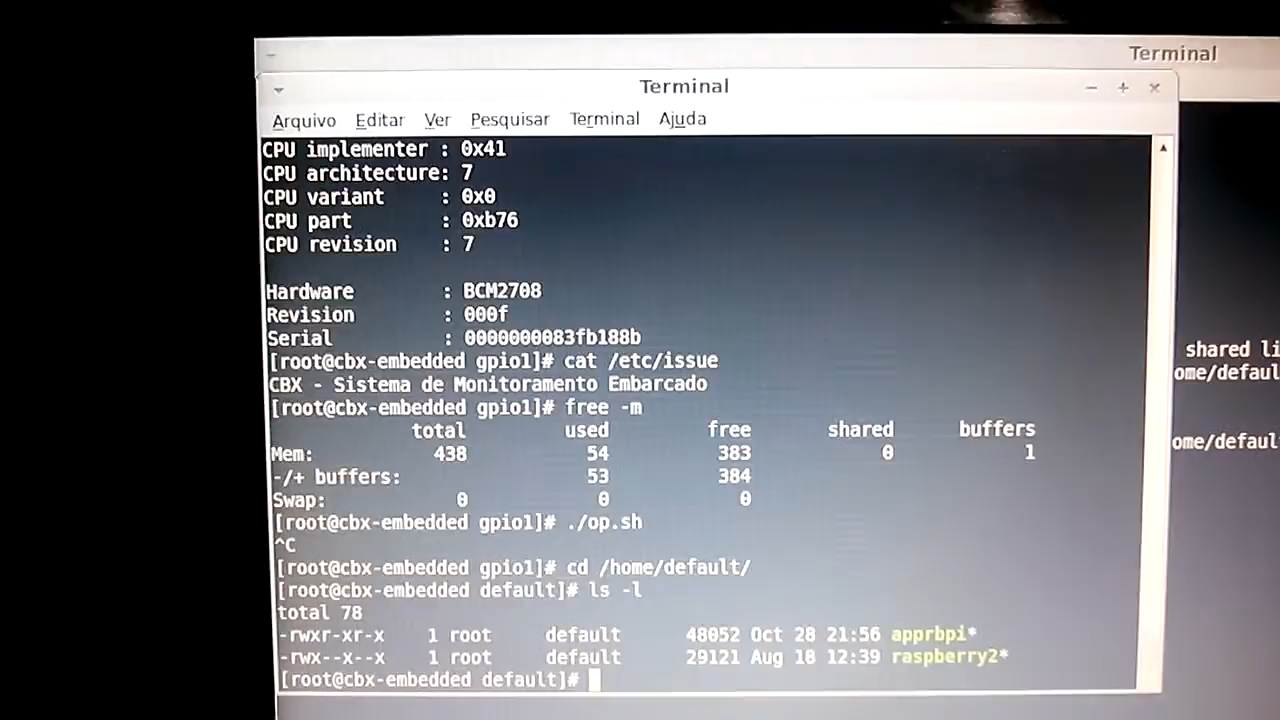 Terminal
Terminal
Arquivo Editar Ver Pesquisar Terminal Ajuda
CPU implementer : 0x41
CPU architecture: 7
CPU variant : 0x0
CPU part : 0xb76
CPU revision : 7
Hardware : BCM2708
Revision : 000f
Serial : 0000000083fb188b
[root@cbx-embedded gpio1]# cat /etc/issue
CBX - Sistema de Monitoramento Embarcado
[root@cbx-embedded gpio1]# free -m
total used free shared buffers
Mem: 438 54 383 0 1
-/+ buffers: 53 384
Swap: 0 0 0
[root@cbx-embedded gpio1]# ./op.sh
^C
[root@cbx-embedded gpio1]# cd /home/default/
[root@cbx-embedded default]# ls -l
total 78
-rwxr-xr-x 1 root default 48052 Oct 28 21:56 apprbpi*
-rwx--x--x 1 root default 29121 Aug 18 12:39 raspberry2*
[root@cbx-embedded default]#
shared li
ome/defaul
ome/defaul